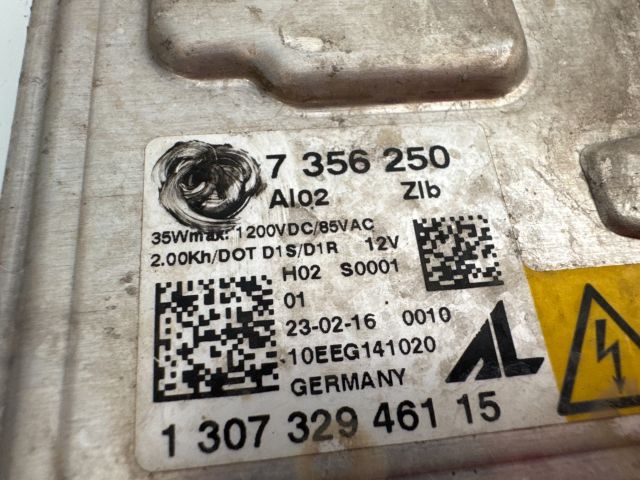 7 356 250
AI02 ZIb
35Wmax: 1200VDC/85VAC
2.00Kh/DOT D1S/D1R 12V
H02 S0001
01
23-02-16 0010
10EEG141020
AL
GERMANY
1 307 329 461 15